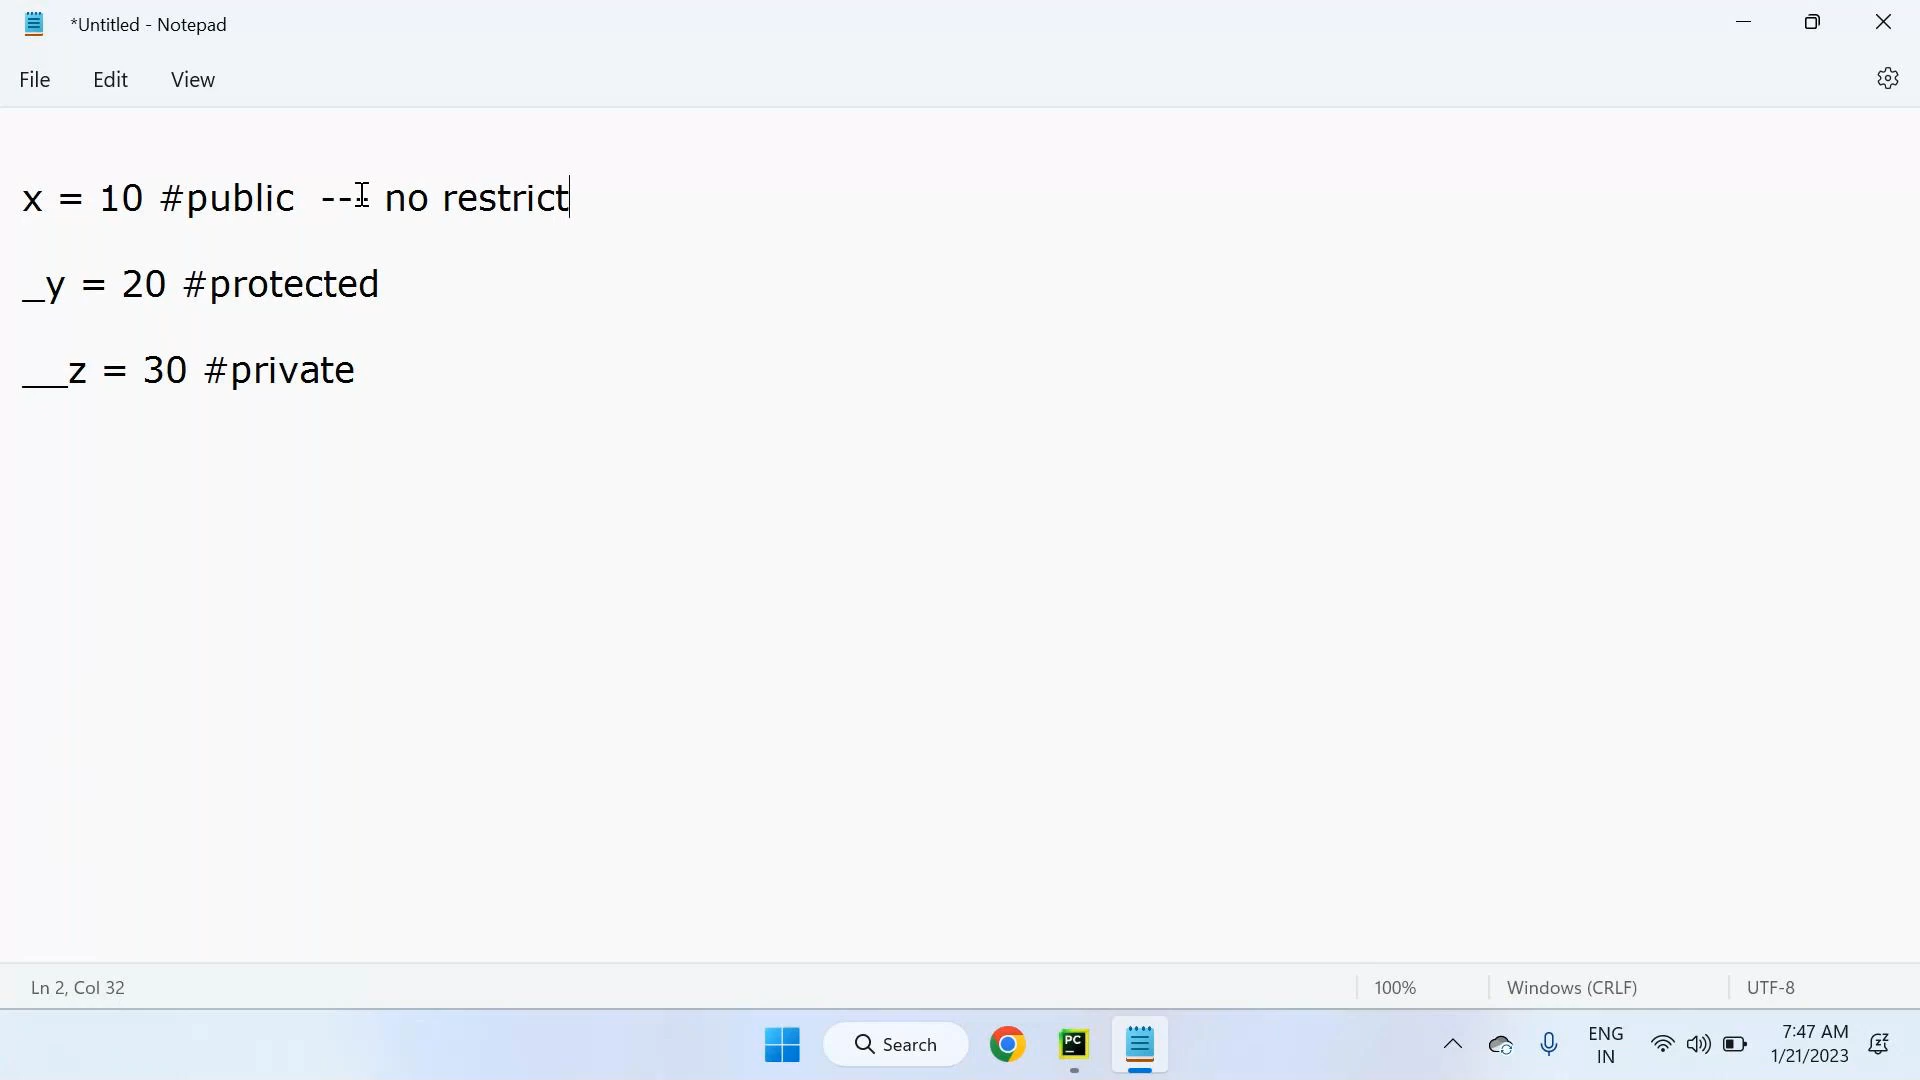 *Untitled - Notepad
File Edit View
x = 10 #public  --- no restrict
_y = 20 #protected
__z = 30 #private
Ln 2, Col 32 100% Windows (CRLF) UTF-8
Search PC ENG IN 7:47 AM 1/21/2023